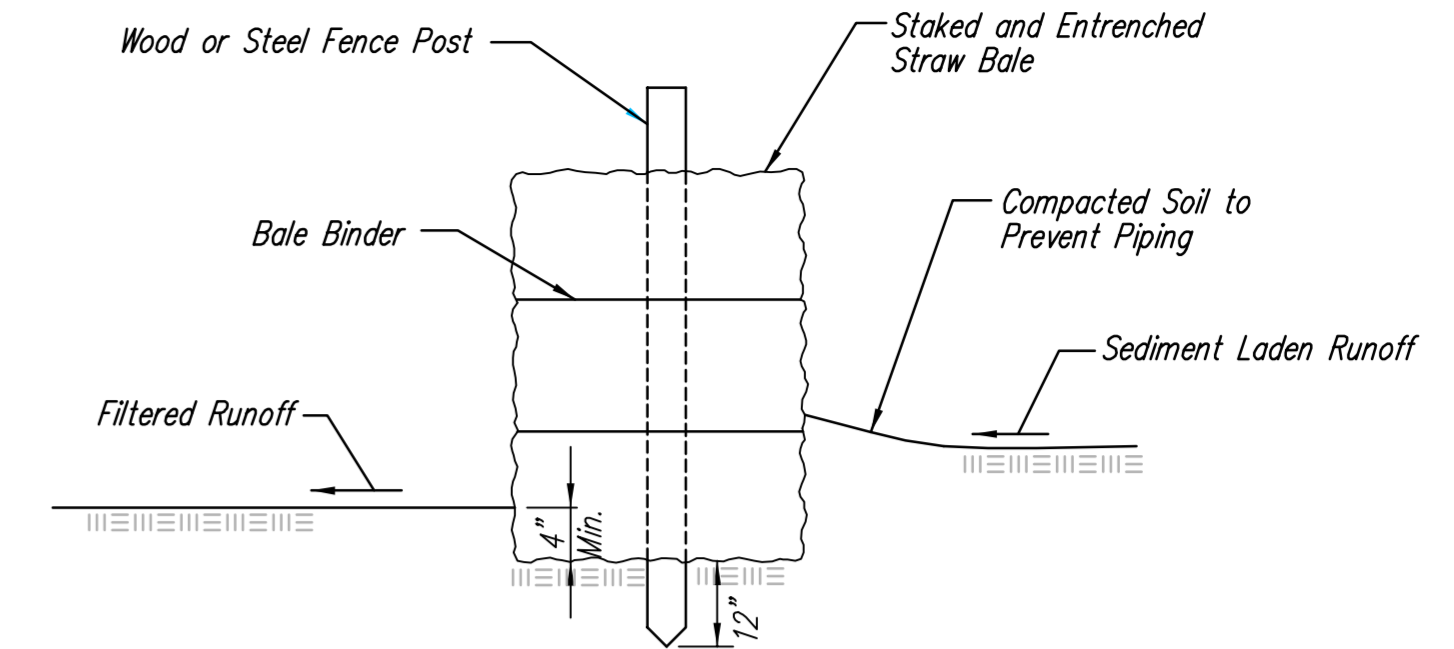 Wood or Steel Fence Post
Staked and Entrenched
Straw Bale
Bale Binder
Compacted Soil to
Prevent Piping
Sediment Laden Runoff
Filtered Runoff
4"
Min.
12"